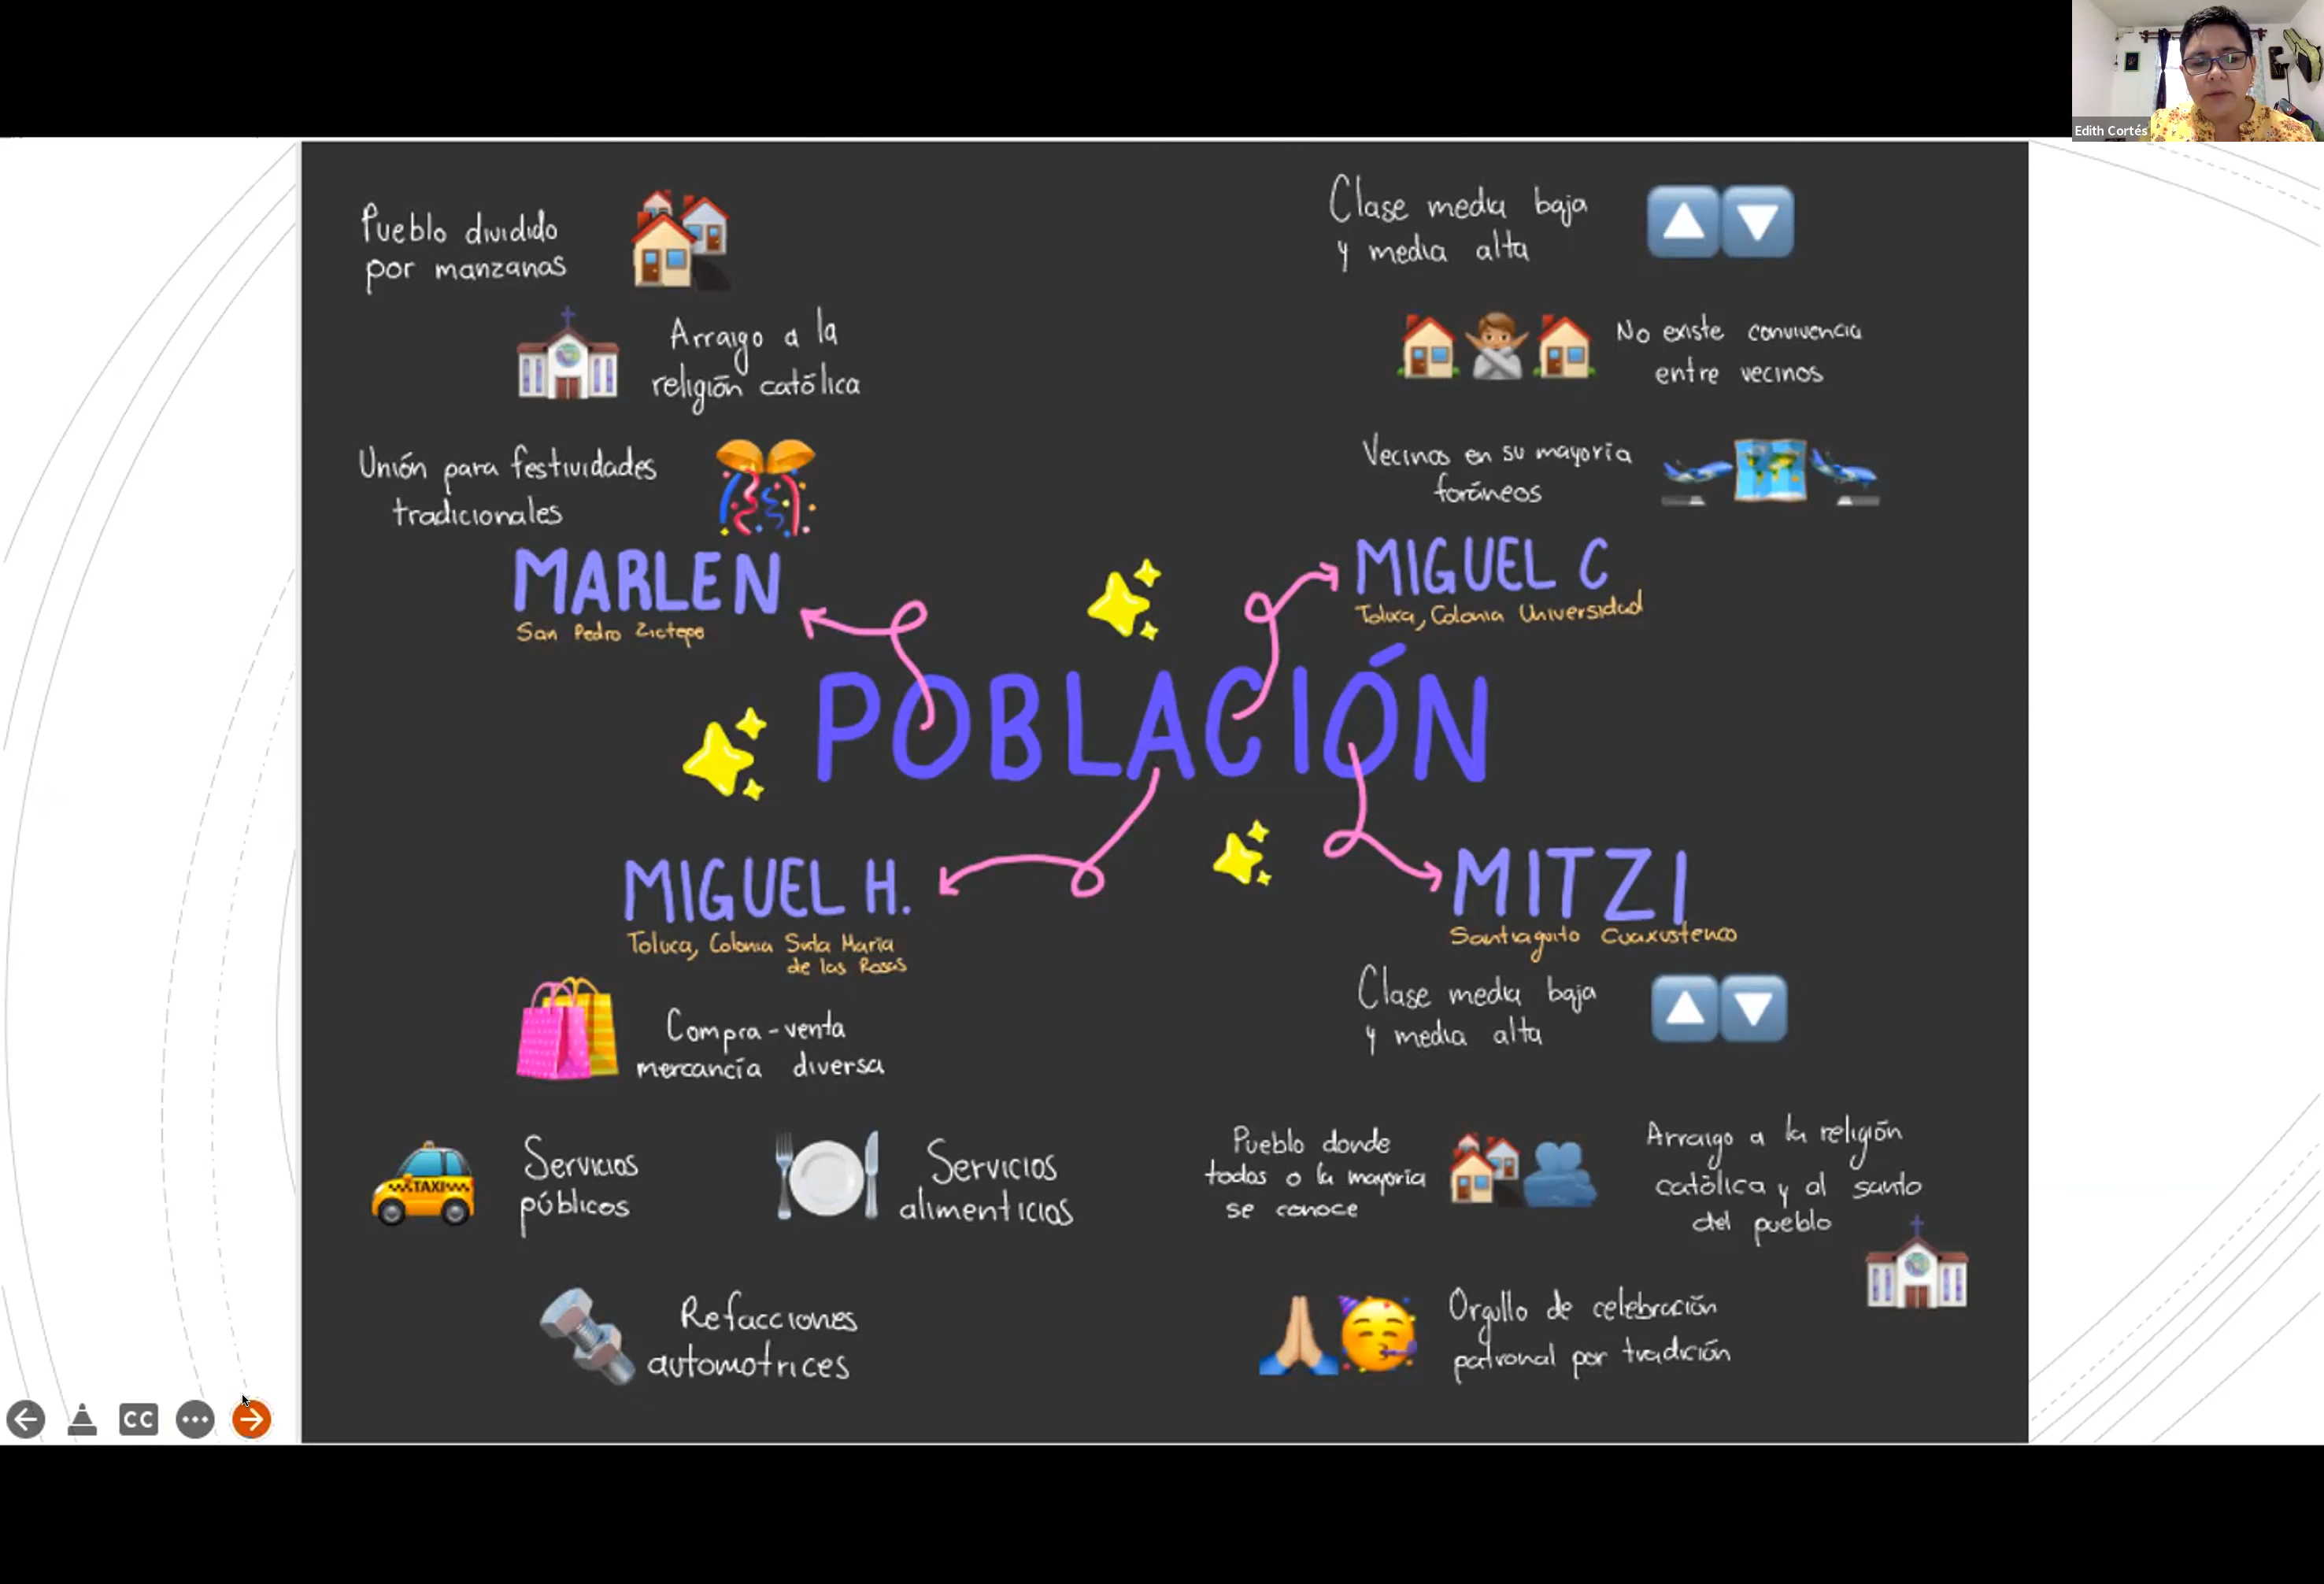 Edith Cortés
Pueblo dividido
por manzanas
Arraigo a la
religión católica
Unión para festividades
tradicionales
MARLEN
San Pedro Zictepe
Clase media baja
y media alta
No existe convivencia
entre vecinos
Vecinos en su mayoría
foráneos
MIGUEL C
Toluca, Colonia Universidad
POBLACIÓN
MIGUEL H.
Toluca, Colonia Santa María
de las Rosas
Compra-venta
mercancía diversa
TAXI
Servicios
públicos
Servicios
alimenticios
Refacciones
automotrices
MITZI
Santiaguito Cuaxustenco
Clase media baja
y media alta
Pueblo donde
todos o la mayoría
se conoce
Arraigo a la religión
católica y al santo
del pueblo
Orgullo de celebración
patronal por tradición
CC